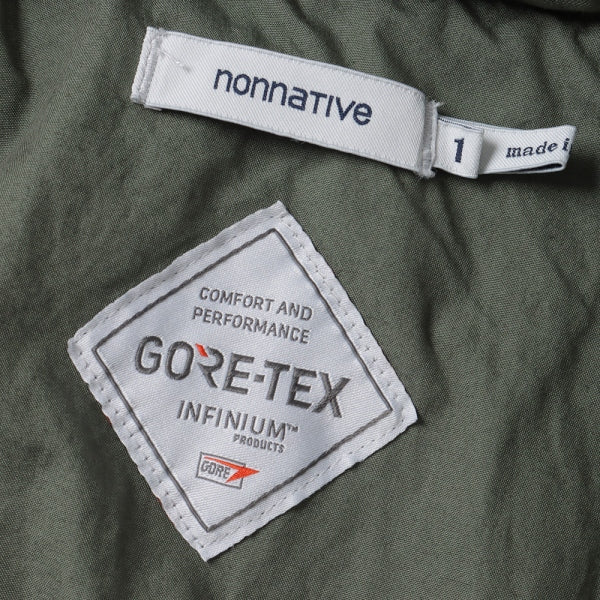 nonnative
1
made i
COMFORT AND
PERFORMANCE
GORE-TEX
INFINIUM™
PRODUCTS
GORE